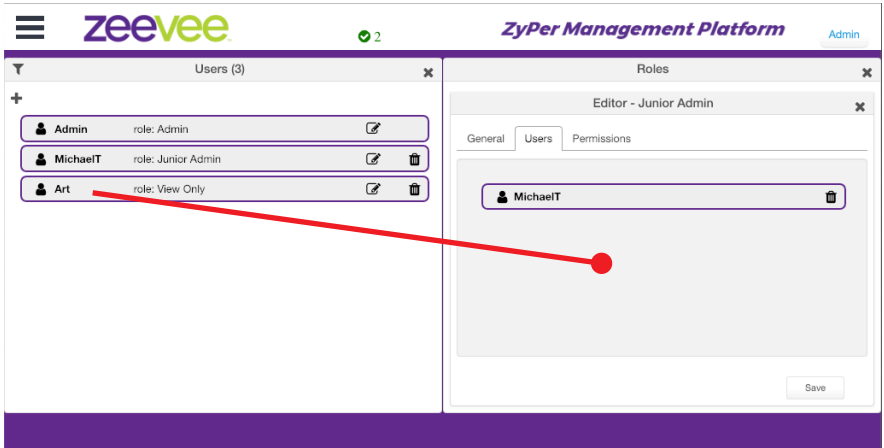 zeevee™
2
ZyPer Management Platform
Admin
Users (3)
Admin role: Admin
MichaelT role: Junior Admin
Art role: View Only
Roles
Editor - Junior Admin
General Users Permissions
MichaelT
Save